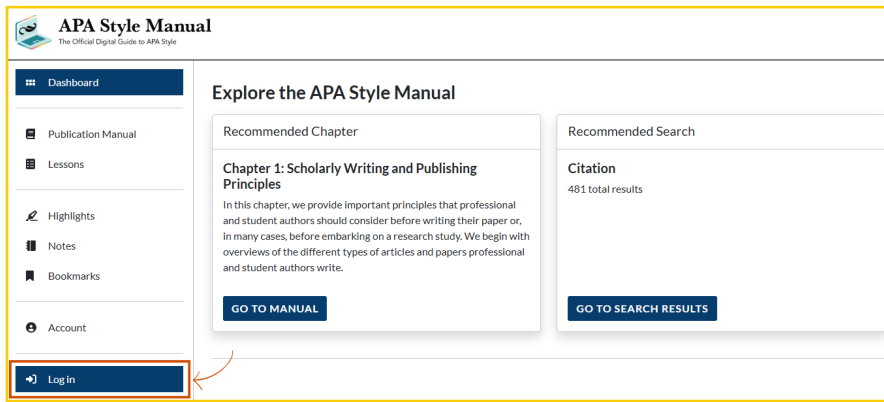 APA Style Manual
The Official Digital Guide to APA Style
Dashboard
Publication Manual
Lessons
Highlights
Notes
Bookmarks
Account
Log in
Explore the APA Style Manual
Recommended Chapter
Chapter 1: Scholarly Writing and Publishing
Principles
In this chapter, we provide important principles that professional
and student authors should consider before writing their paper or,
in many cases, before embarking on a research study. We begin with
overviews of the different types of articles and papers professional
and student authors write.
GO TO MANUAL
Recommended Search
Citation
481 total results
GO TO SEARCH RESULTS